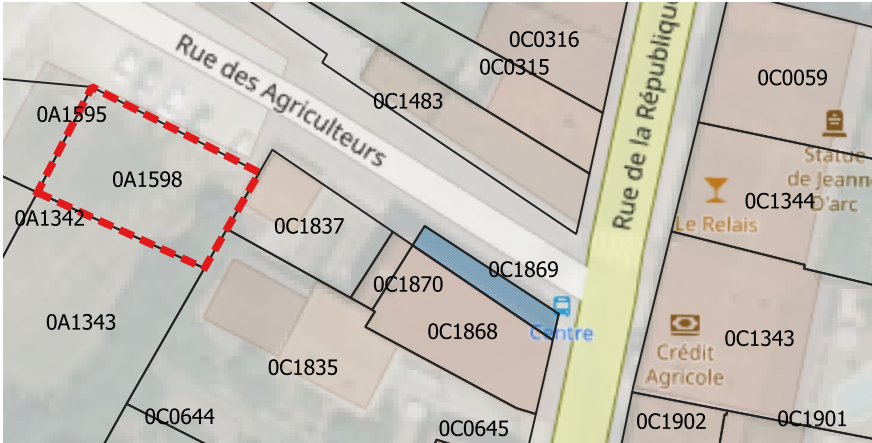 0C0316
0C0315
0C0059
Rue des Agriculteurs
Rue de la République
0C1483
0A1595
0A1598
Statue
de Jeanne
D'arc
0C1344
Le Relais
0A1342
0C1837
0C1869
0C1870
Centre
0A1343
0C1868
0C1343
Crédit
Agricole
0C1835
0C0644
0C0645
0C1902
0C1901